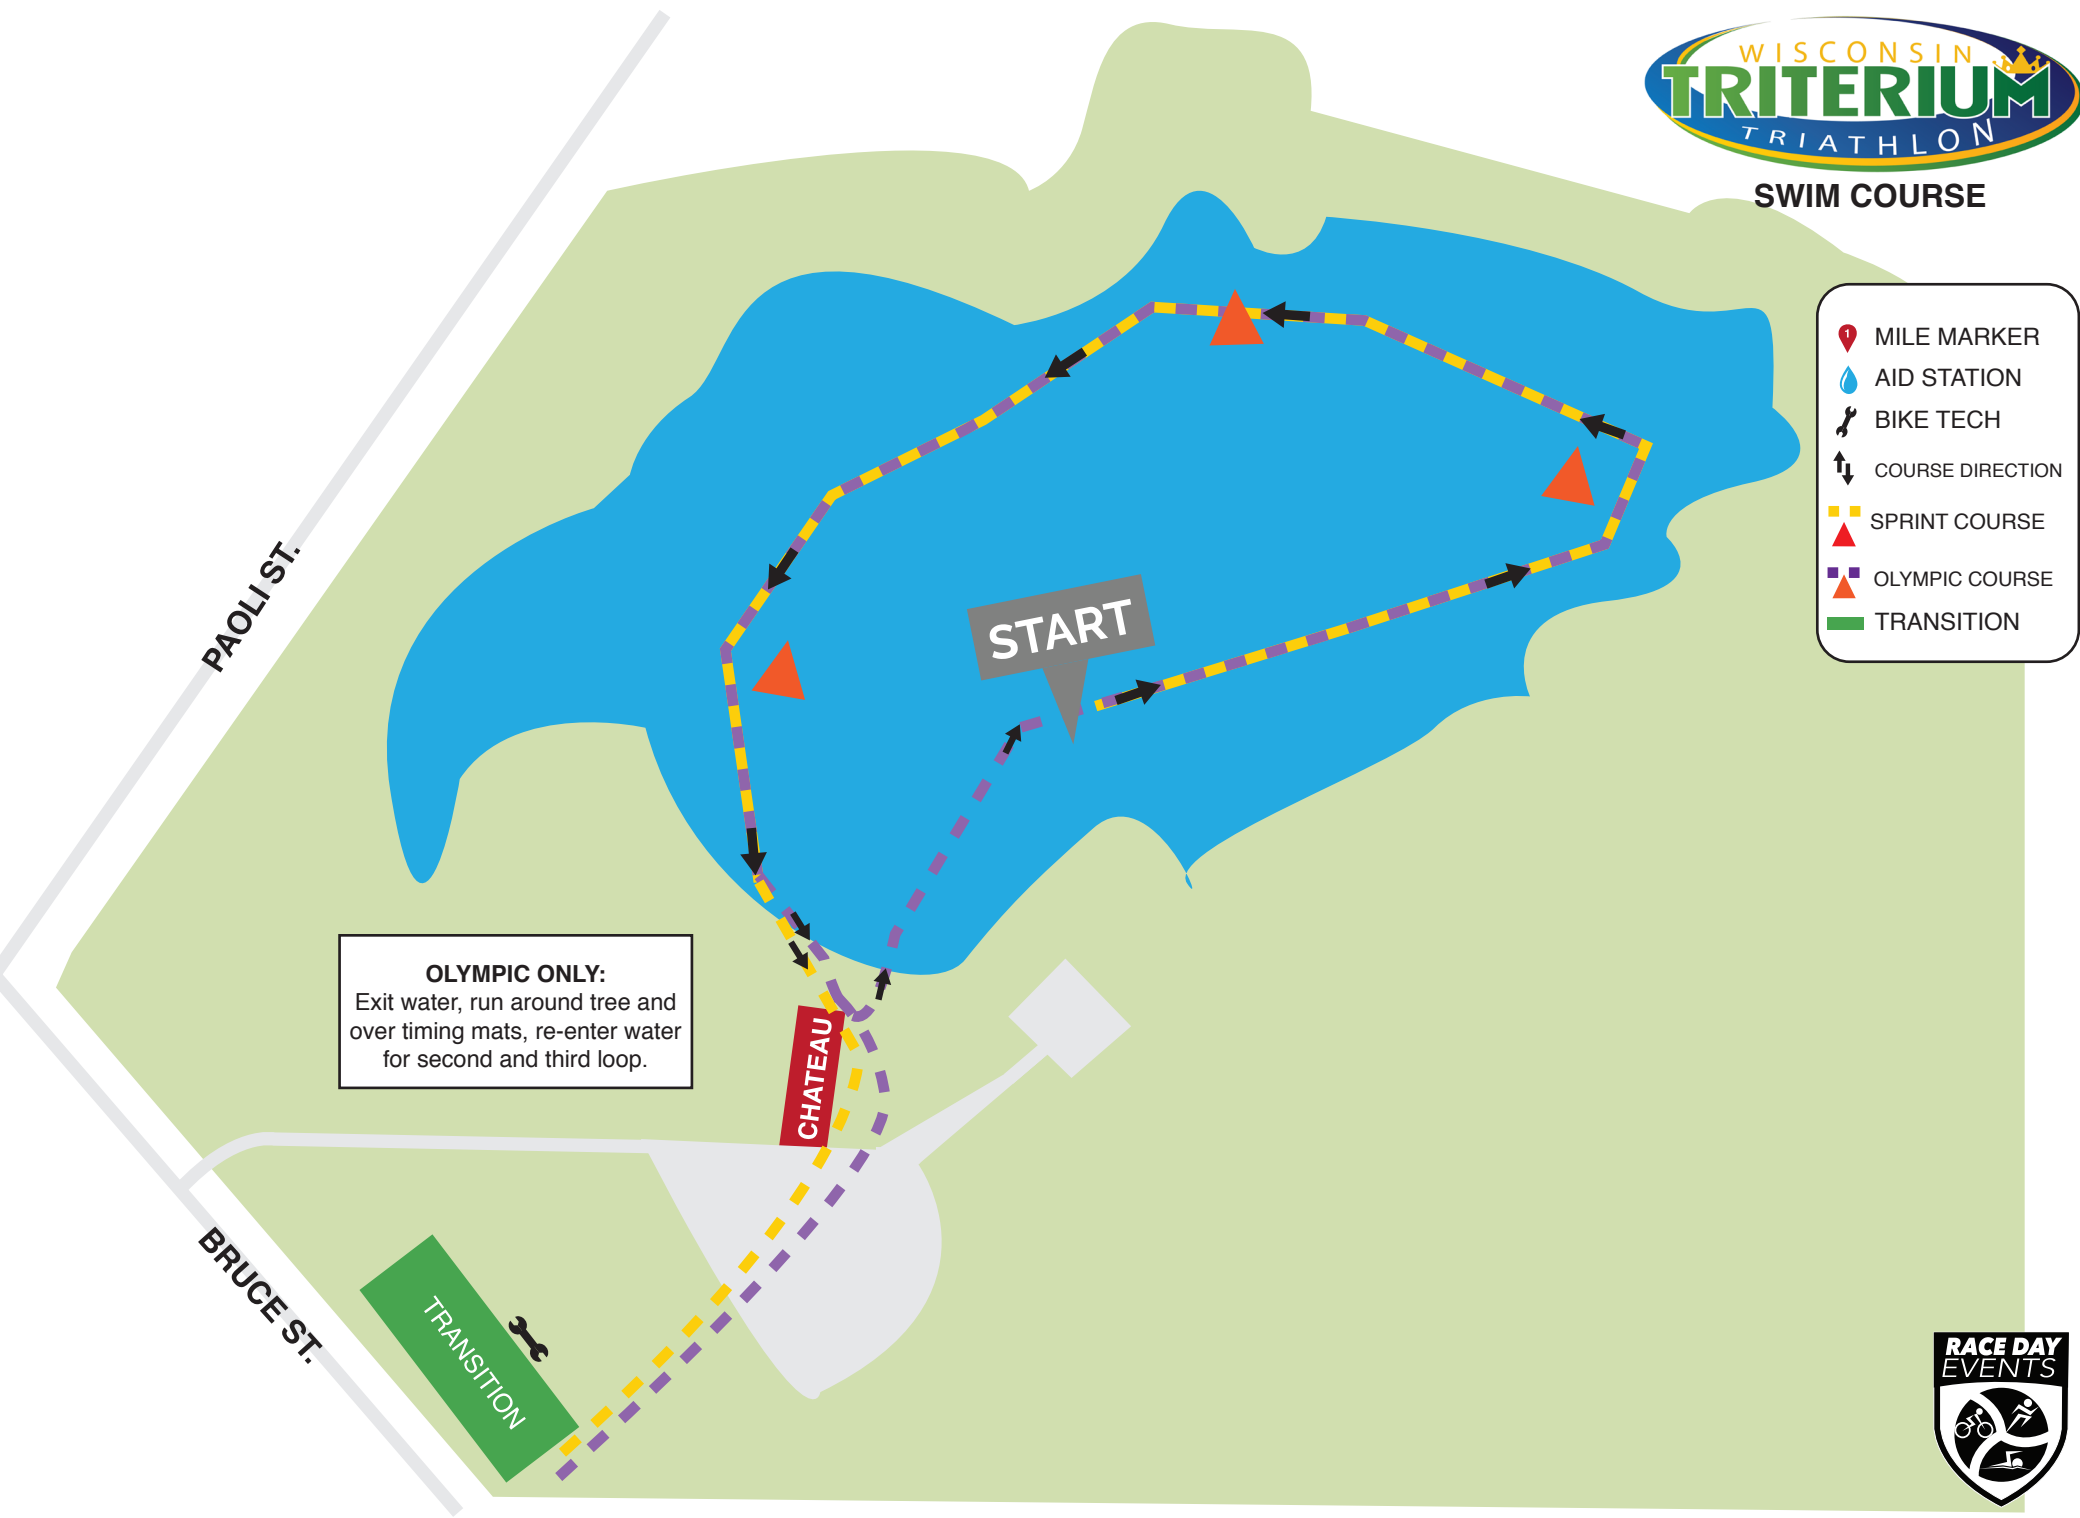 WISCONSIN
TRITERIUM
TRIATHLON
SWIM COURSE
1
MILE MARKER
AID STATION
BIKE TECH
COURSE DIRECTION
SPRINT COURSE
OLYMPIC COURSE
TRANSITION
PAOLI ST.
START
OLYMPIC ONLY:
Exit water, run around tree and
over timing mats, re-enter water
for second and third loop.
CHATEAU
BRUCE ST.
TRANSITION
RACE DAY
EVENTS